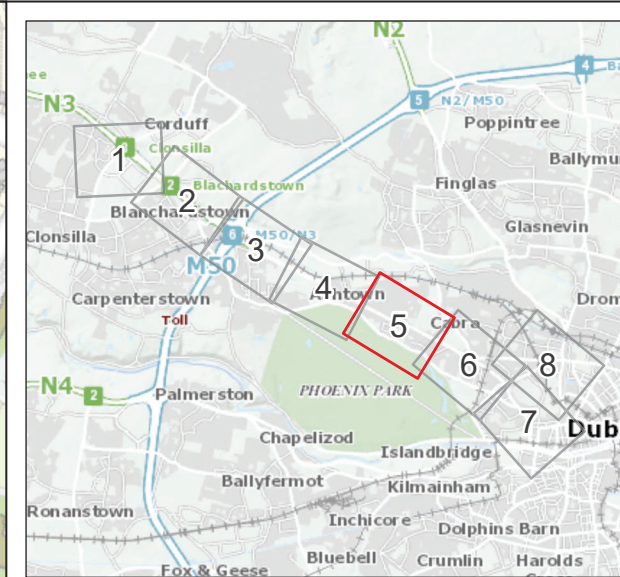 N2
4
Ba
ee
5 N2/M50
N3
Corduff
Poppintree
Clonsilla
1
Ballymu
2 Blachardstown
Finglas
2
Blanchardstown
Glasnevin
Clonsilla
6 M50/N3
3
M50
4
Ashtown
Carpenterstown
Drom
Toll
5
Cabra
8
6
N4
2
PHOENIX PARK
Palmerston
7
Dub
Chapelizod
Islandbridge
Ballyfermot
Kilmainham
Ronanstown
Inchicore
Dolphins Barn
Bluebell
Crumlin
Harolds
Fox & Geese